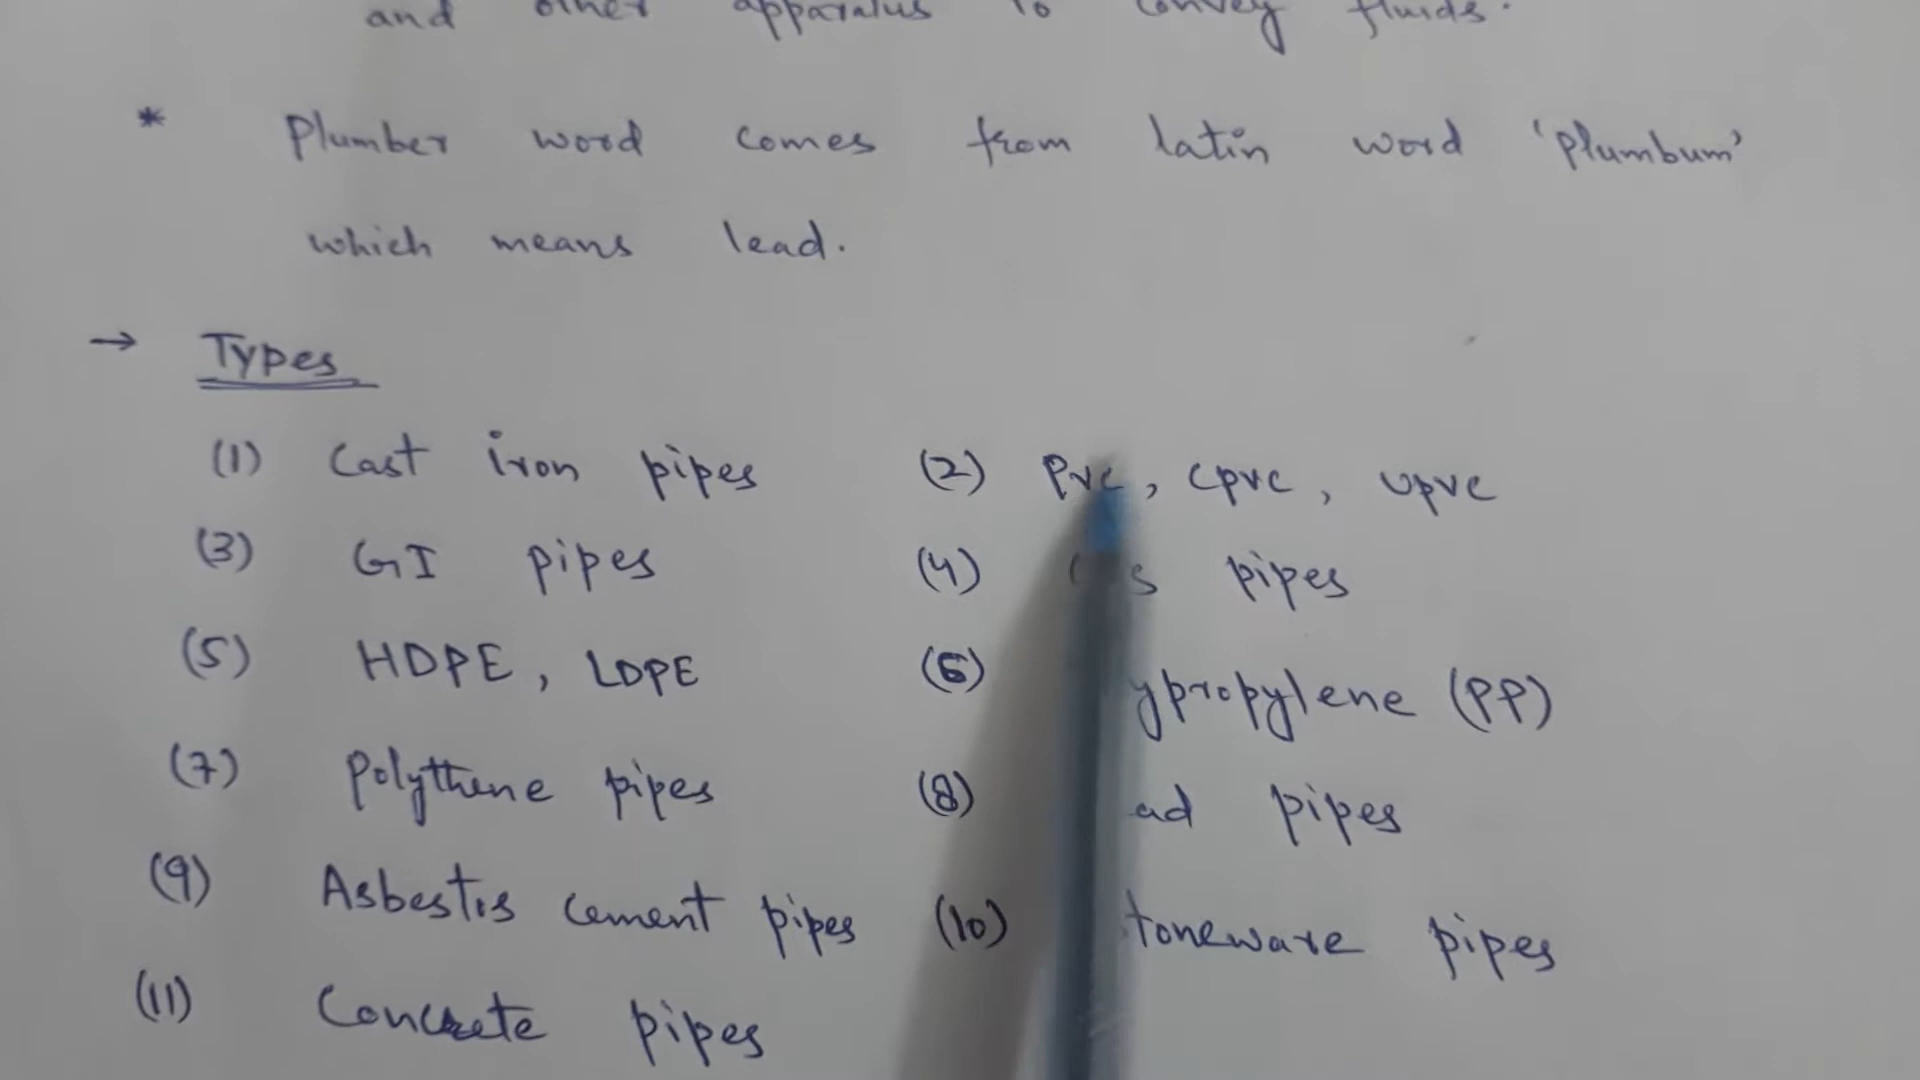 and other apparatus to convey fluids.
* Plumber word comes from latin word 'plumbum'
which means lead.
→ Types
(1) Cast iron pipes (2) PVC, CPVC, UPVC
(3) GI pipes (4) pipes
(5) HDPE, LDPE (6) (PP)
(7) Polythene pipes (8) pipes
(9) Asbestos cement pipes (10) toneware pipes
(11) Concrete pipes